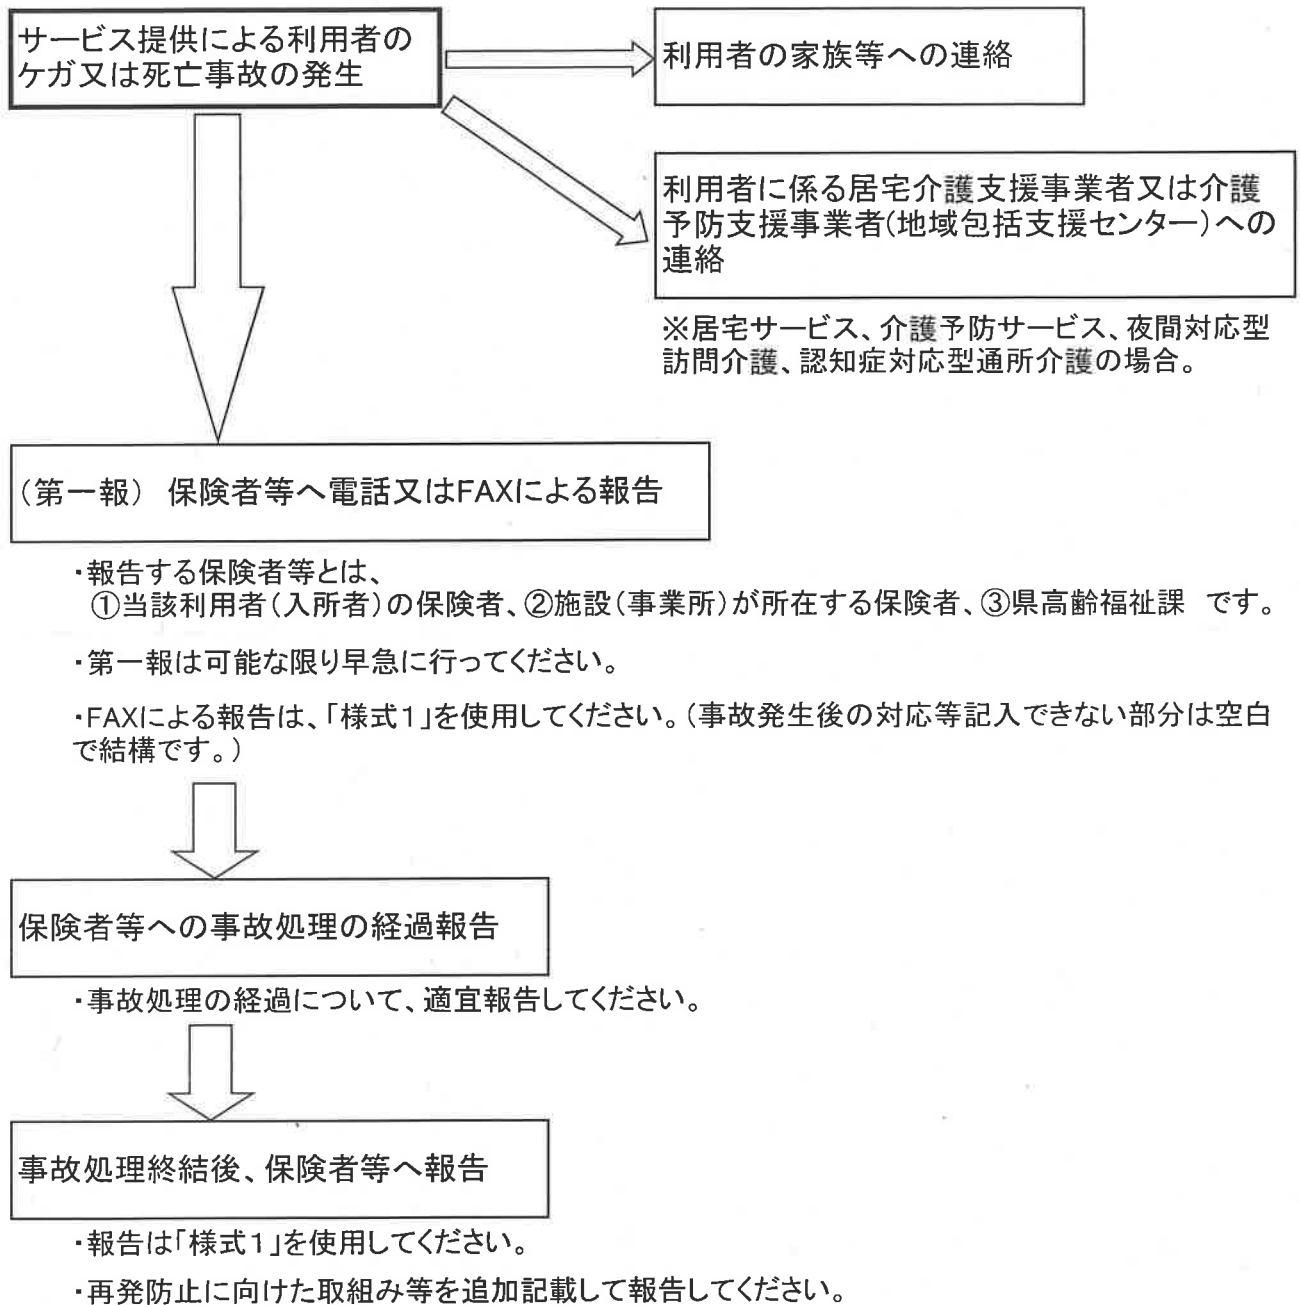 サービス提供による利用者の
ケガ又は死亡事故の発生
利用者の家族等への連絡
利用者に係る居宅介護支援事業者又は介護
予防支援事業者(地域包括支援センター)への
連絡
※居宅サービス、介護予防サービス、夜間対応型
訪問介護、認知症対応型通所介護の場合。
(第一報) 保険者等へ電話又はFAXによる報告
・報告する保険者等とは、
①当該利用者(入所者)の保険者、②施設(事業所)が所在する保険者、③県高齢福祉課 です。
・第一報は可能な限り早急に行ってください。
・FAXによる報告は、「様式1」を使用してください。(事故発生後の対応等記入できない部分は空白
で結構です。)
保険者等への事故処理の経過報告
・事故処理の経過について、適宜報告してください。
事故処理終結後、保険者等へ報告
・報告は「様式1」を使用してください。
・再発防止に向けた取組み等を追加記載して報告してください。